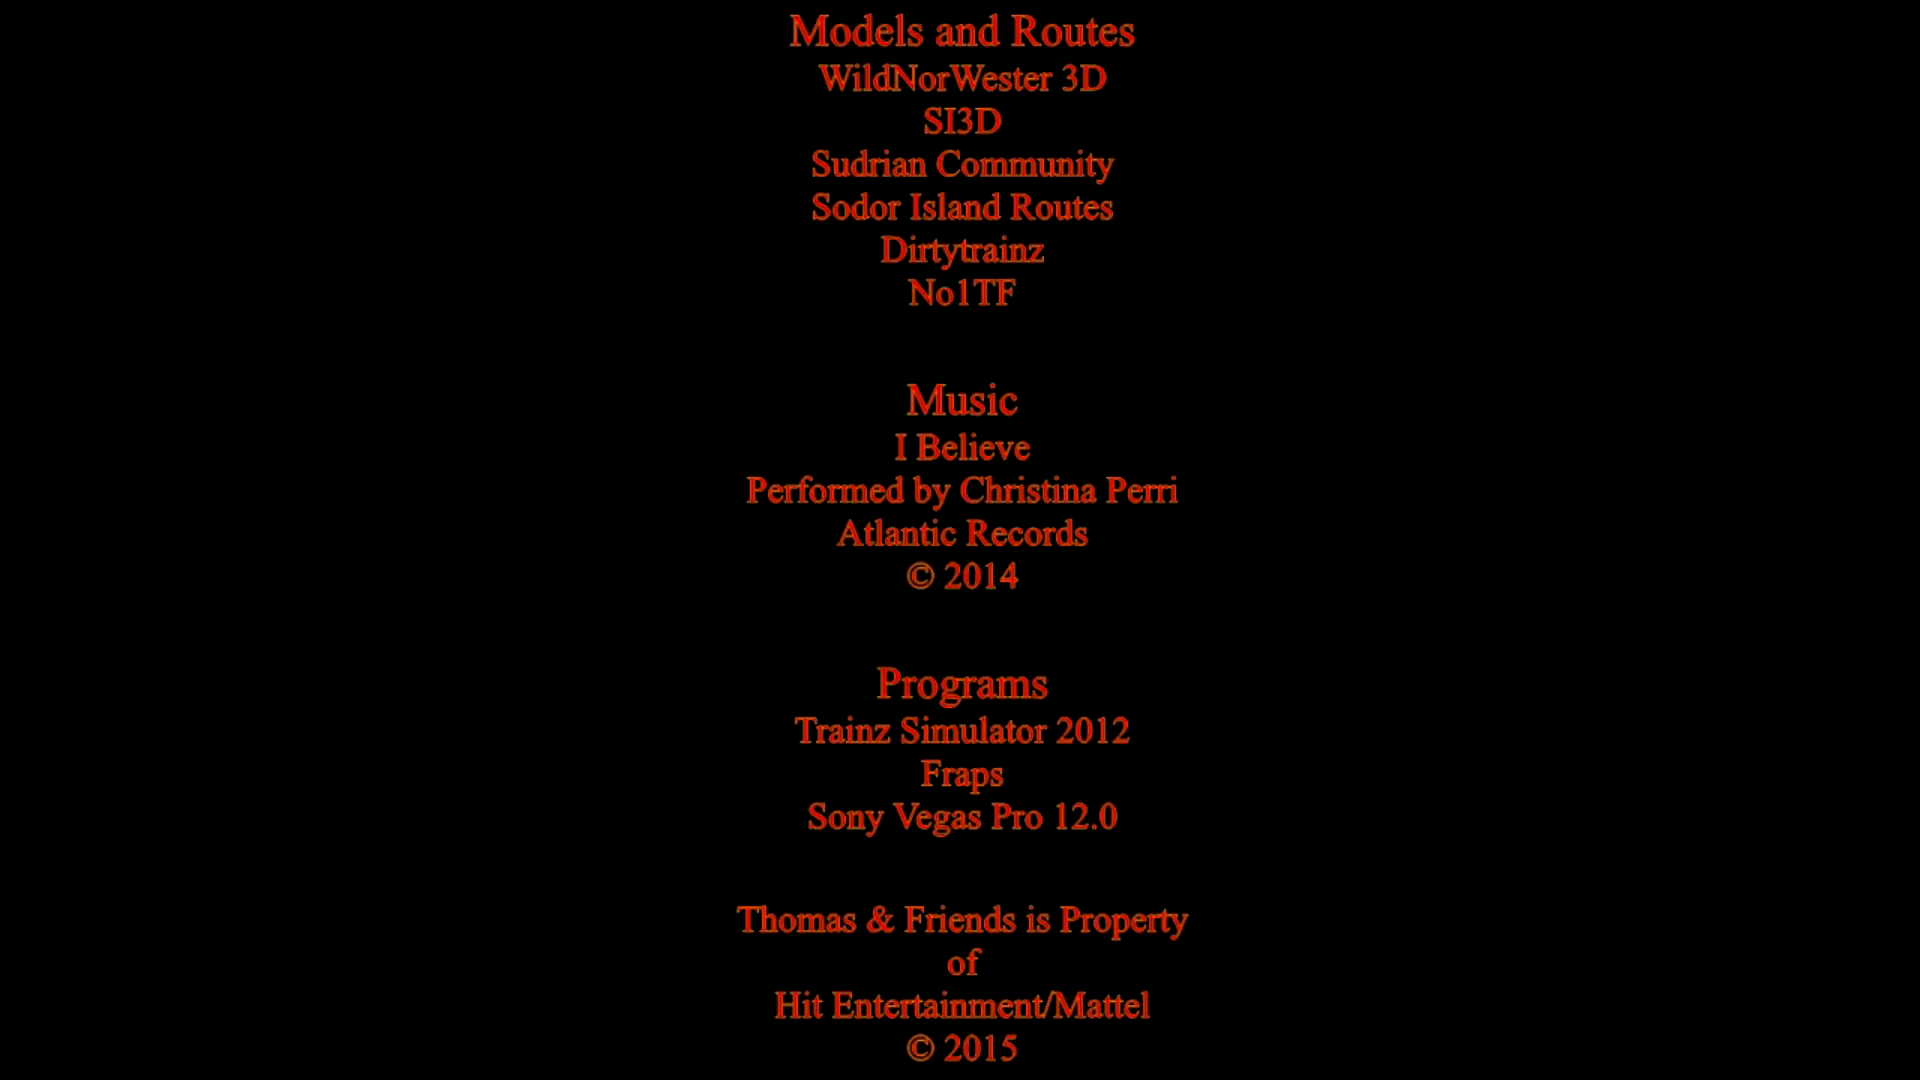 Models and Routes
WildNorWester 3D
SI3D
Sudrian Community
Sodor Island Routes
Dirtytrainz
No1TF
Music
I Believe
Performed by Christina Perri
Atlantic Records
© 2014
Programs
Trainz Simulator 2012
Fraps
Sony Vegas Pro 12.0
Thomas & Friends is Property
of
Hit Entertainment/Mattel
© 2015